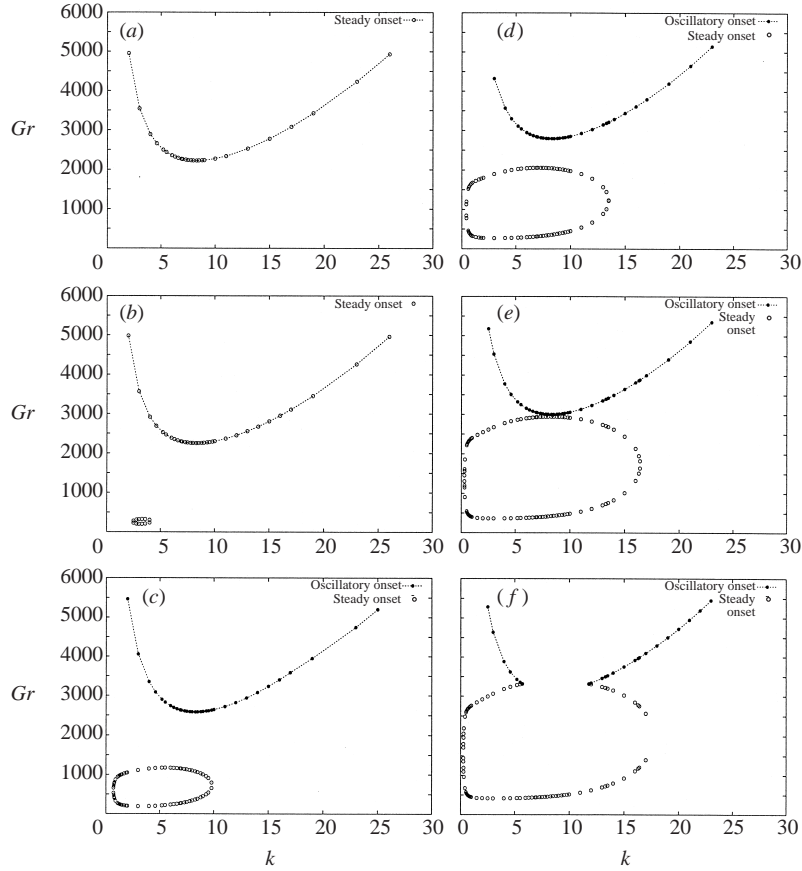 (a)
Steady onset
6000
5000
4000
Gr
3000
2000
1000
0 5 10 15 20 25 30
(d)
Oscillatory onset
Steady onset
0 5 10 15 20 25 30
(b)
Steady onset
6000
5000
4000
Gr
3000
2000
1000
0 5 10 15 20 25 30
(e)
Oscillatory onset
Steady
onset
0 5 10 15 20 25 30
(c)
Oscillatory onset
Steady onset
6000
5000
4000
Gr
3000
2000
1000
0 5 10 15 20 25 30
k
(f)
Oscillatory onset
Steady
onset
0 5 10 15 20 25 30
k